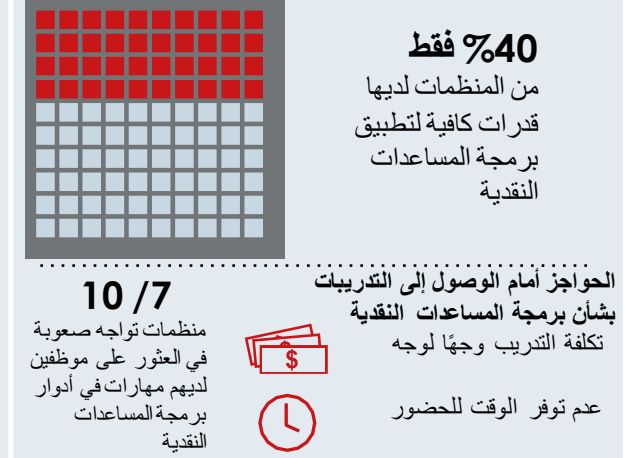 %40 فقط
من المنظمات لديها
قدرات كافية لتطبيق
برمجة المساعدات
النقدية
الحواجز أمام الوصول إلى التدريبات
بشأن برمجة المساعدات النقدية
تكلفة التدريب وجهًا لوجه
$
عدم توفر الوقت للحضور
10 /7
منظمات تواجه صعوبة
في العثور على موظفين
لديهم مهارات في أدوار
برمجة المساعدات
النقدية